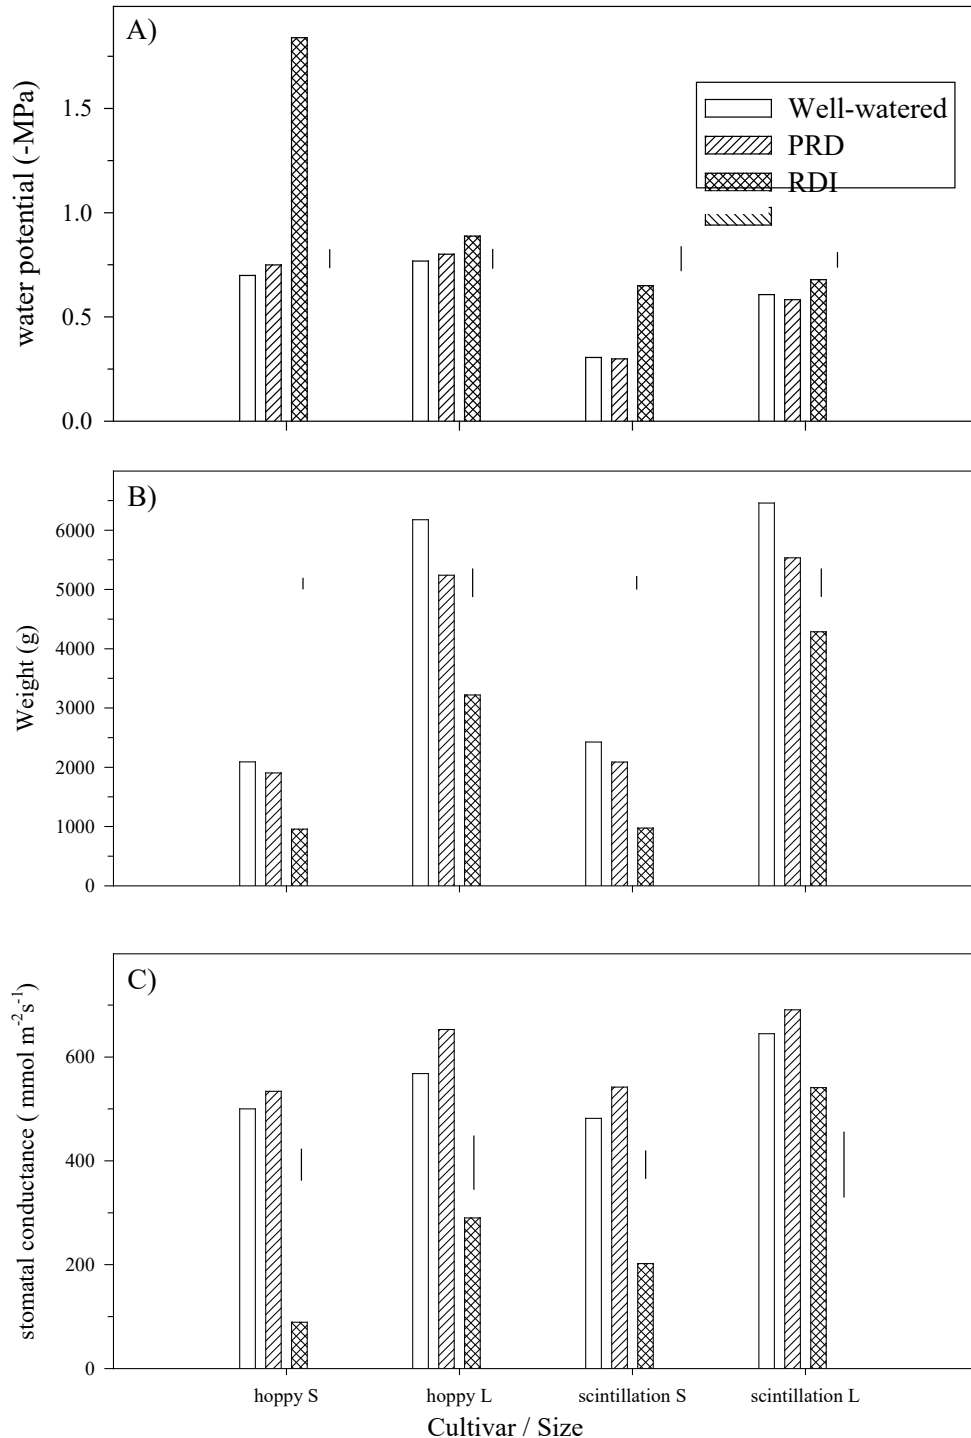 A)
water potential (-MPa)
1.5
1.0
0.5
0.0
Well-watered
PRD
RDI
B)
Weight (g)
6000
5000
4000
3000
2000
1000
0
C)
stomatal conductance ( mmol m⁻²s⁻¹)
600
400
200
0
hoppy S hoppy L scintillation S scintillation L
Cultivar / Size